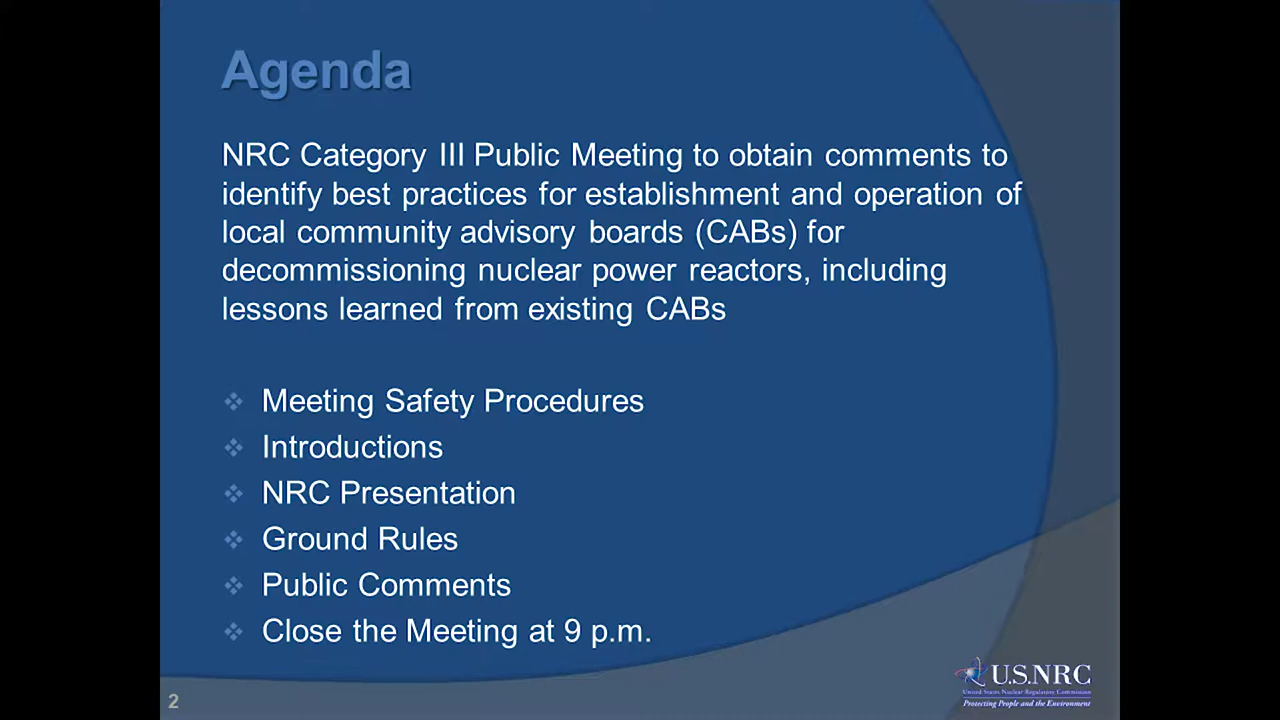 Agenda
NRC Category III Public Meeting to obtain comments to
identify best practices for establishment and operation of
local community advisory boards (CABs) for
decommissioning nuclear power reactors, including
lessons learned from existing CABs
Meeting Safety Procedures
Introductions
NRC Presentation
Ground Rules
Public Comments
Close the Meeting at 9 p.m.
2
U.S.NRC
United States Nuclear Regulatory Commission
Protecting People and the Environment